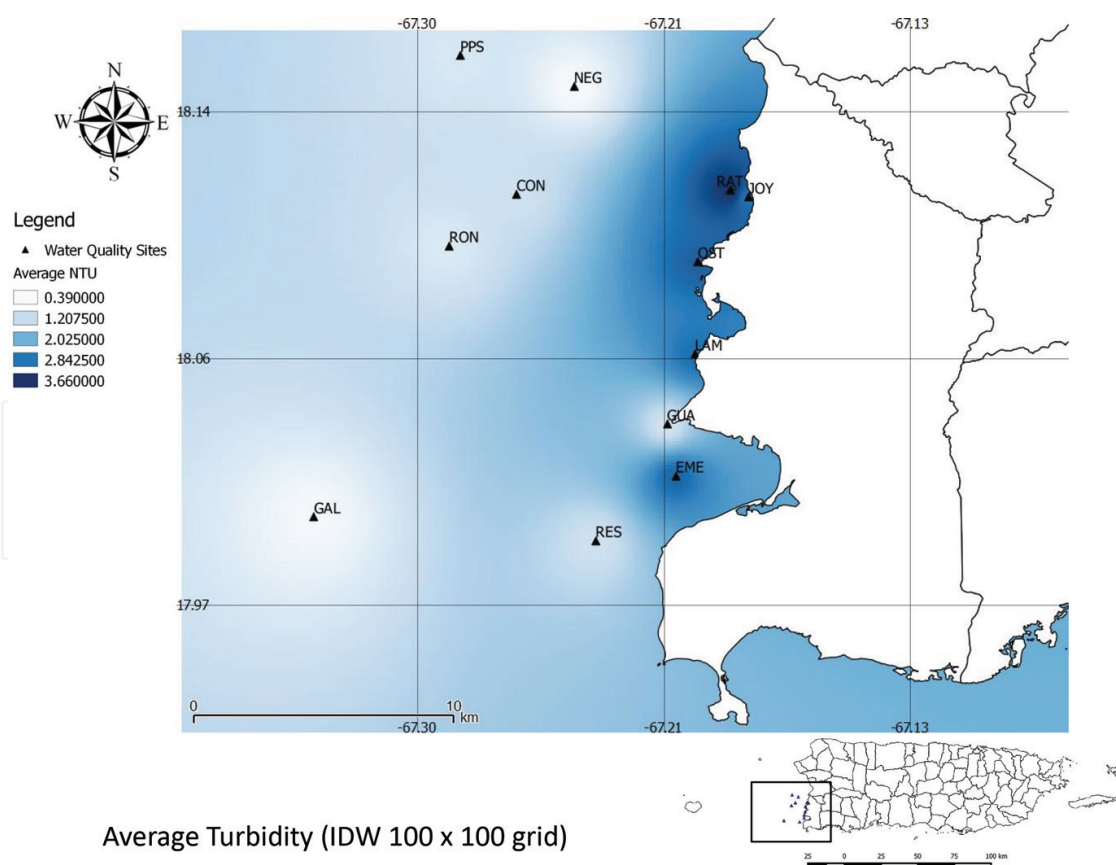 -67.30 -67.21 -67.13
PPS
N
NEG
18.14
W E
S
RAT JOY
CON
Legend
RON
Water Quality Sites
OST
Average NTU
0.390000
1.207500
2.025000
LAM
2.842500
18.06
3.660000
GUA
EME
GAL
RES
17.97
0 10
km
-67.30 -67.21 -67.13
Average Turbidity (IDW 100 x 100 grid)
25 0 25 50 75 100 km